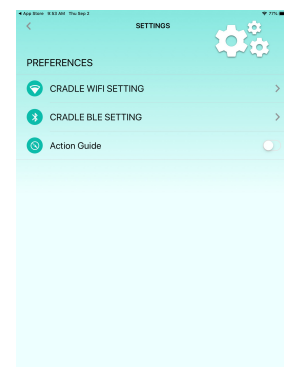 App Store 9:53 AM Thu Sep 2 77%
SETTINGS
PREFERENCES
CRADLE WIFI SETTING
CRADLE BLE SETTING
Action Guide